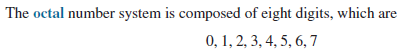 The octal number system is composed of eight digits, which are
0, 1, 2, 3, 4, 5, 6, 7